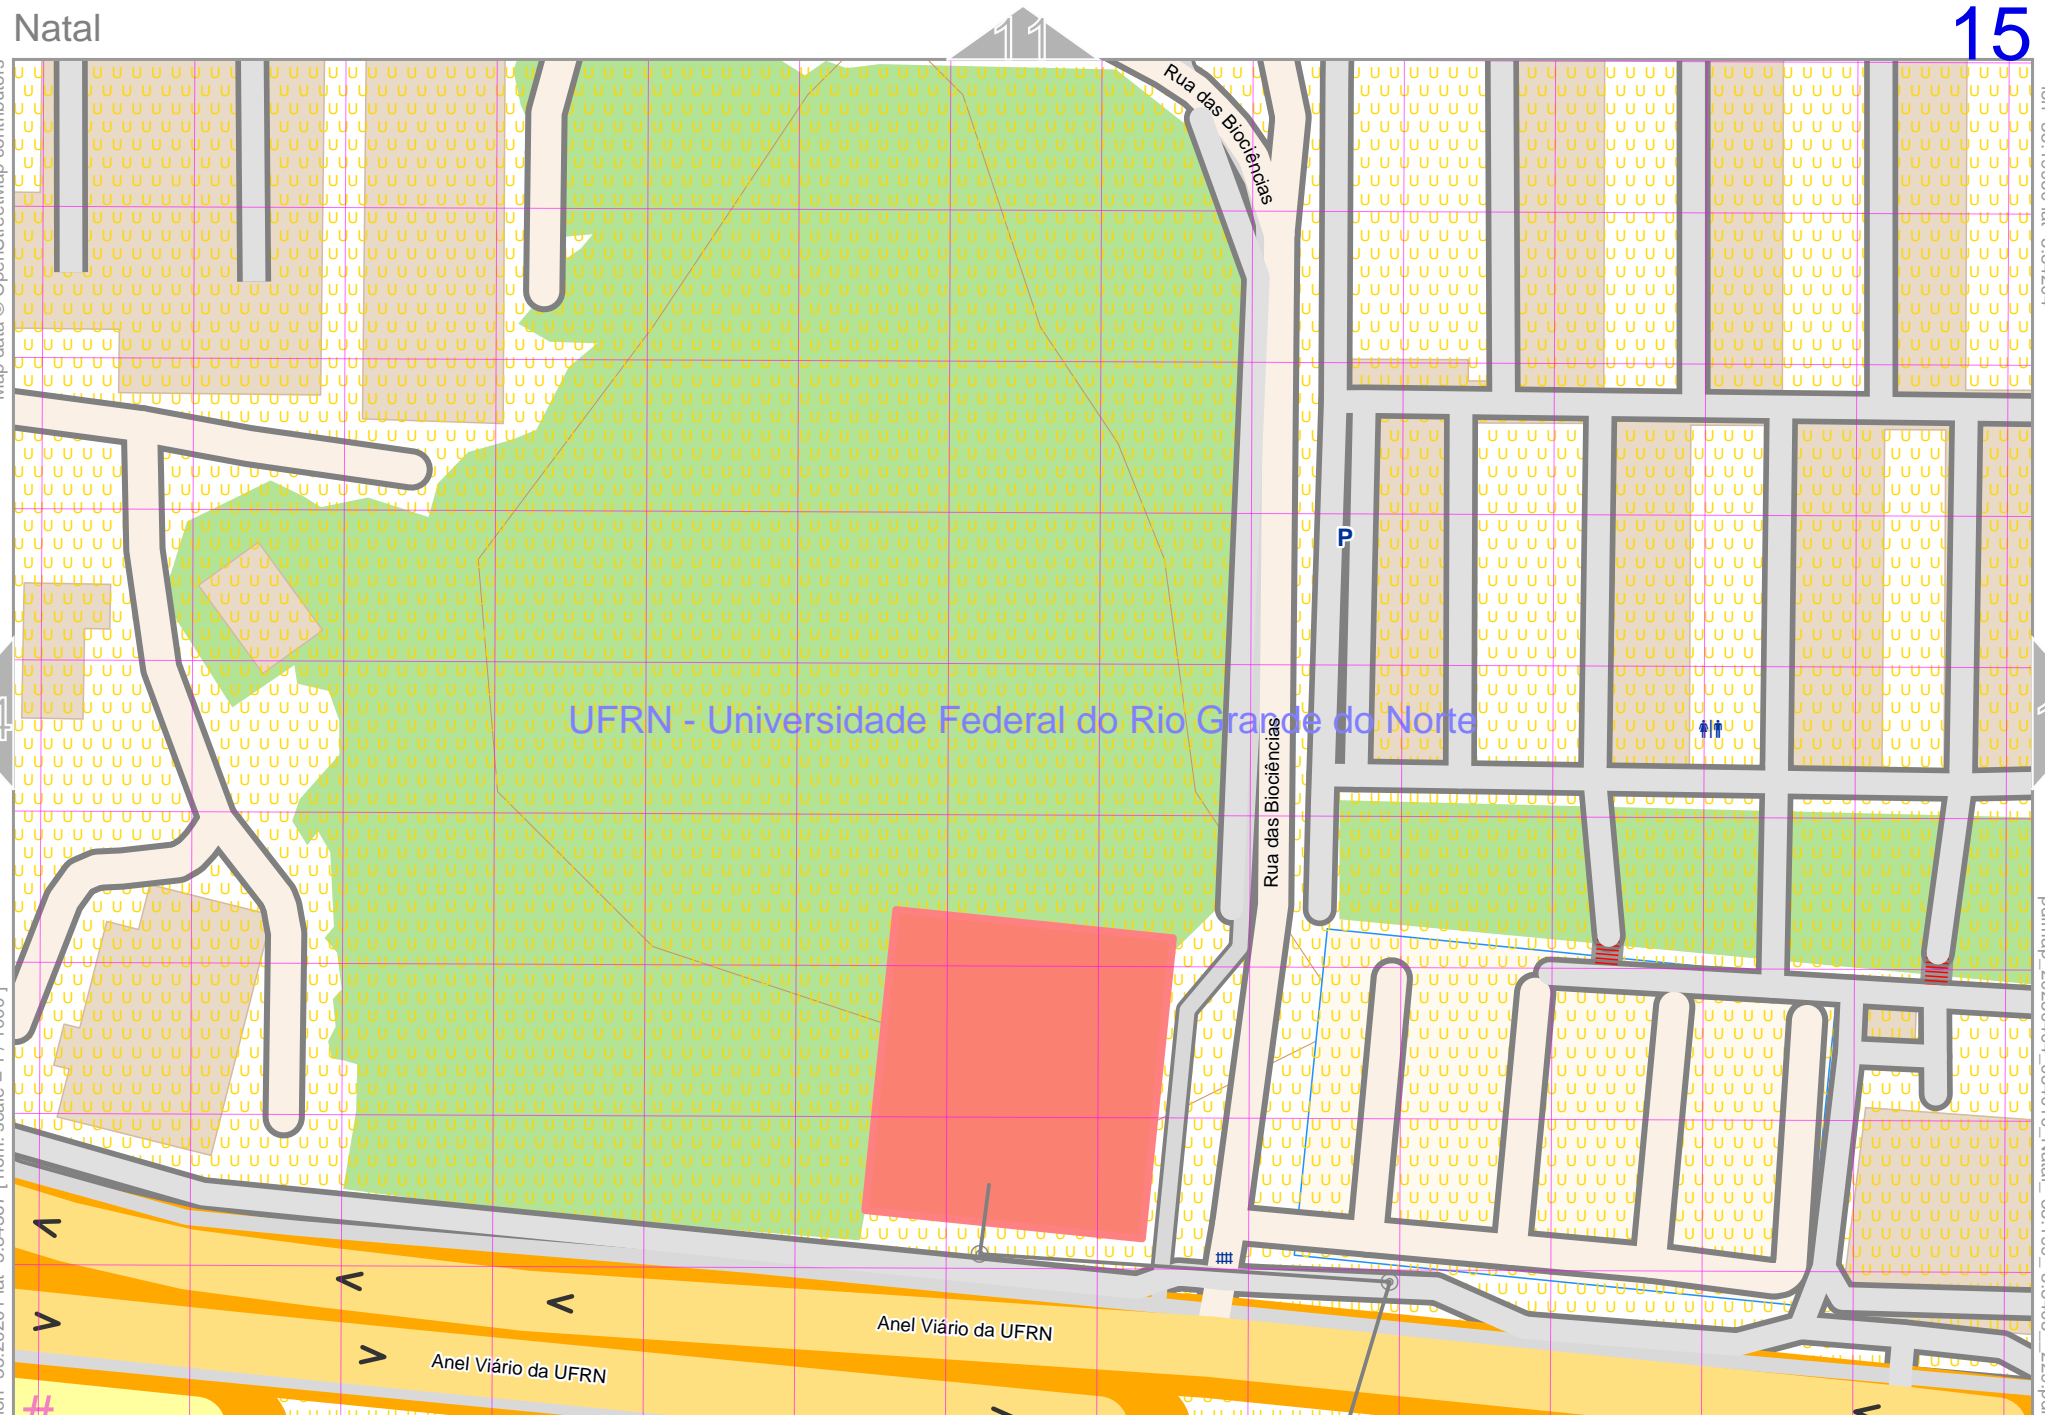 Natal
11
15
Rua das Biociências
P
UFRN - Universidade Federal do Rio Grande do Norte
Rua das Biociências
Anel Viário da UFRN
Anel Viário da UFRN
#